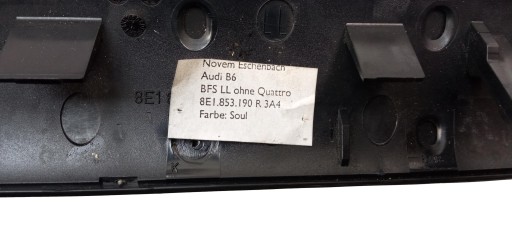 Novem Eschenbach
Audi B6
BFS LL ohne Quattro
8E1.853.190 R 3A4
Farbe: Soul
8E1